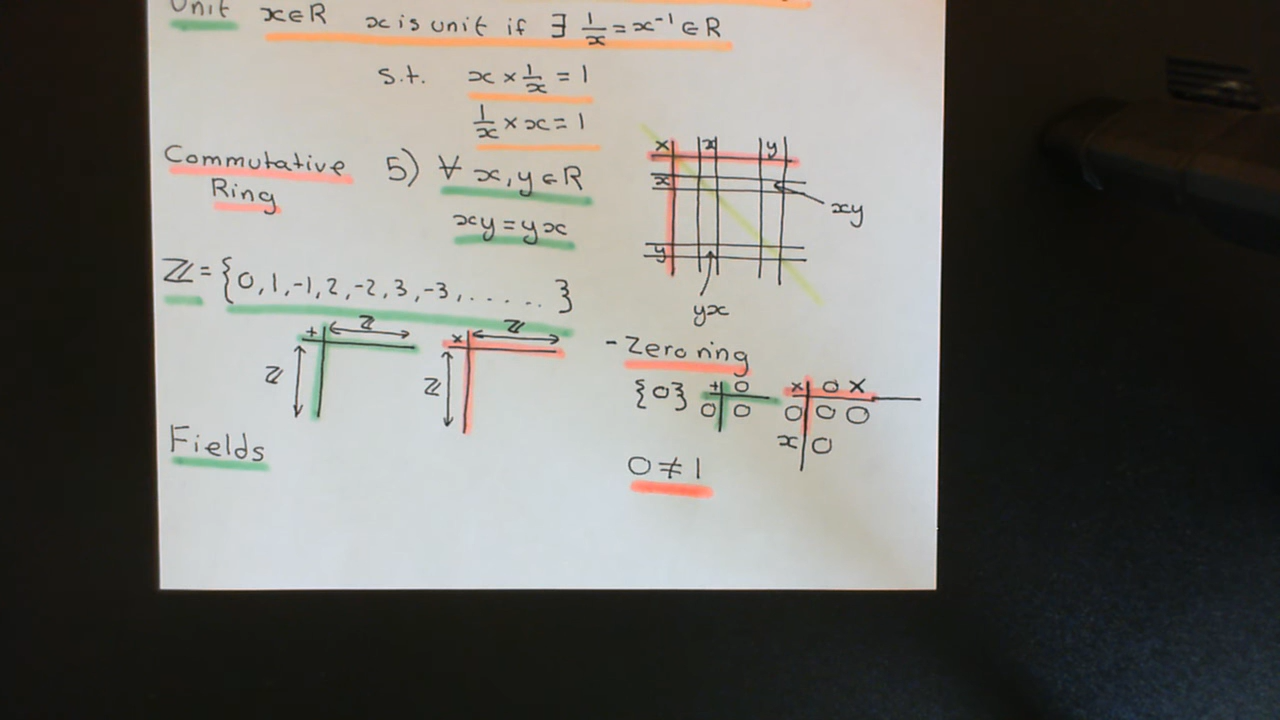 Unit x∈R x is unit if ∃ 1/x = x⁻¹ ∈ R
s.t. x × 1/x = 1
1/x × x = 1
Commutative Ring
5) ∀ x, y ∈ R
xy = yx
× x y
x
y
xy
yx
ℤ = {0, 1, -1, 2, -2, 3, -3, ..... }
+ ℤ
ℤ
× ℤ
ℤ
- Zero ring
{0}
+ 0
0 0
× 0 x
0 0 0
x 0
0 ≠ 1
Fields